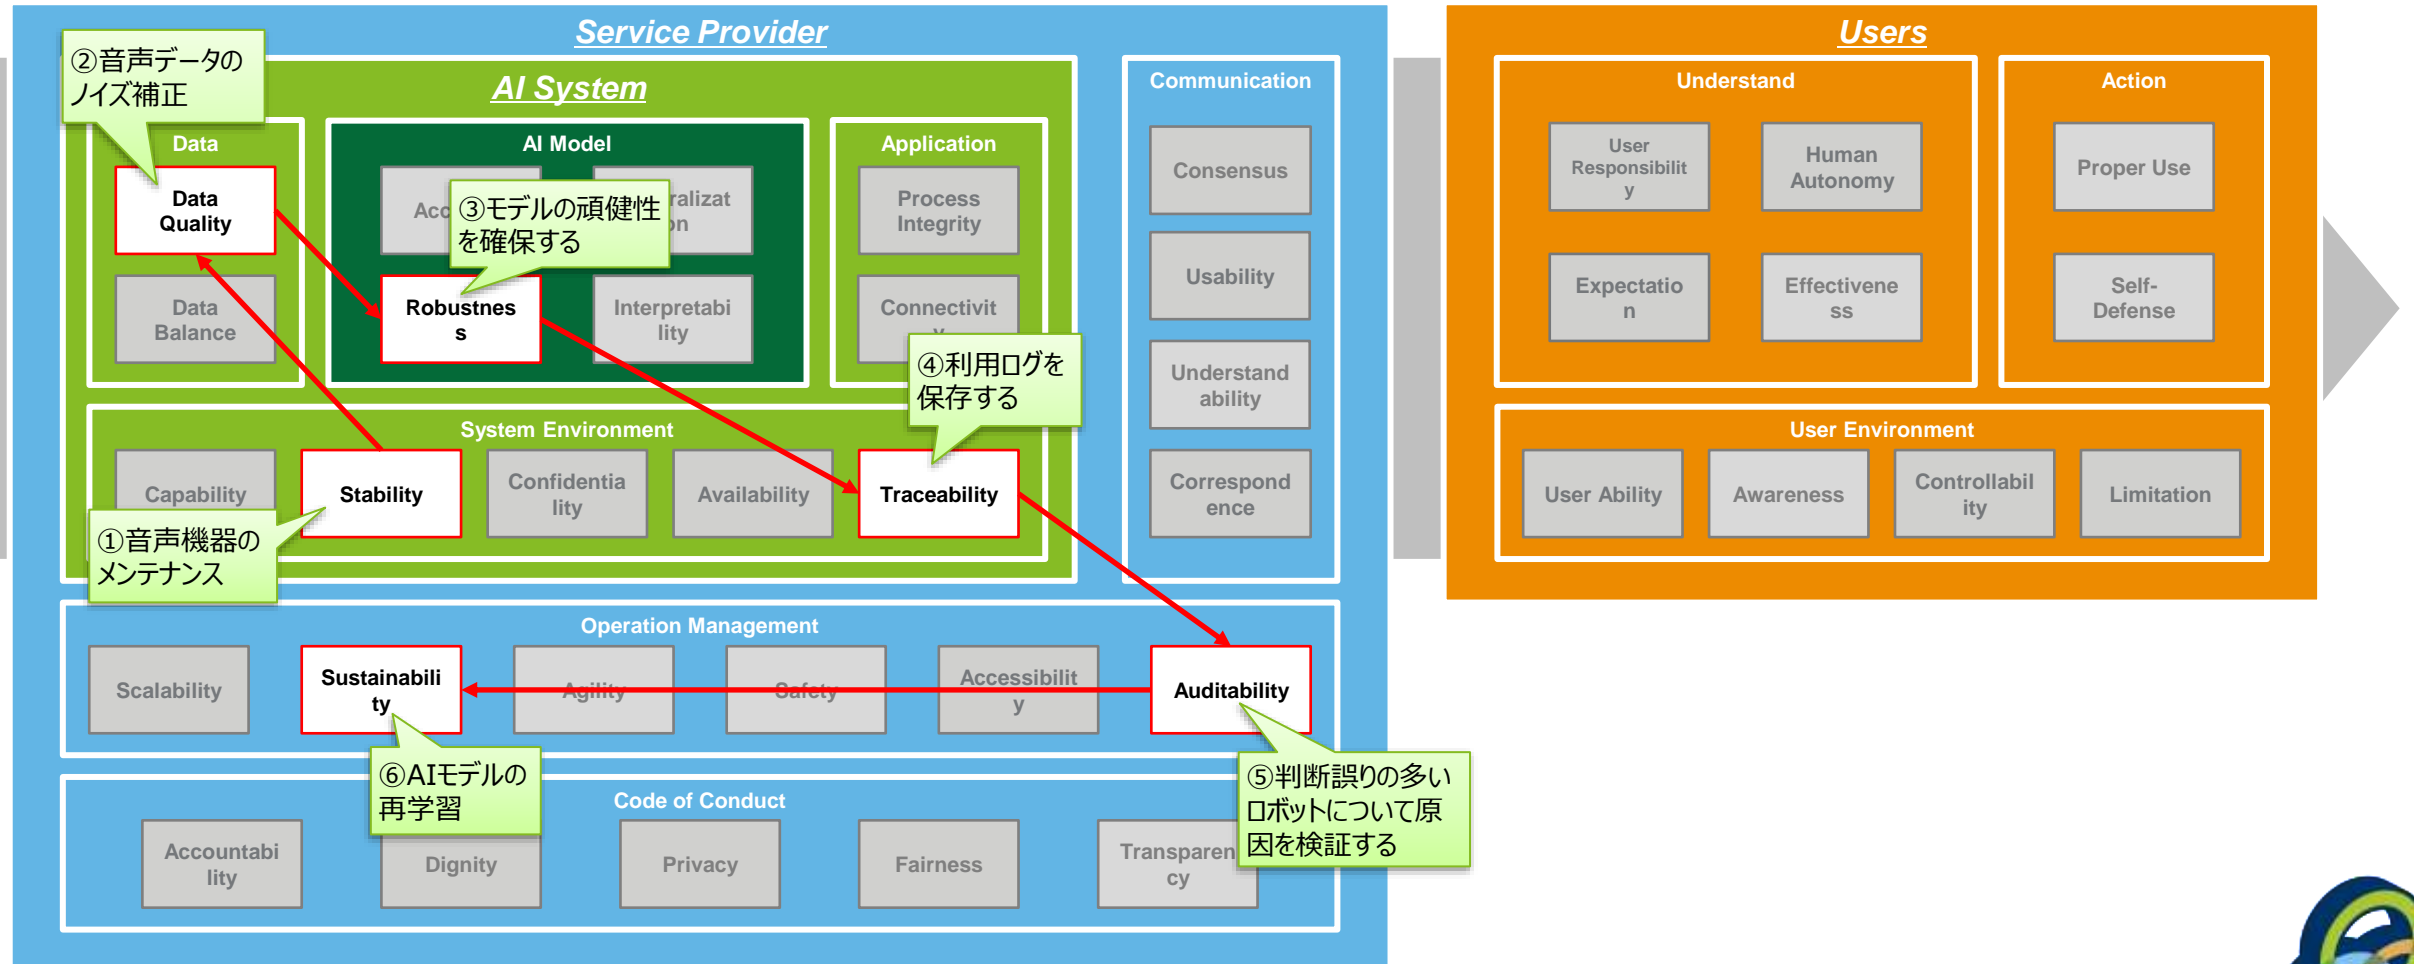 Service Provider
②音声データの
ノイズ補正
AI System
Data
Data
Quality
Data
Balance
AI Model
③モデルの頑健性
を確保する
Robustnes
s
Interpretabi
lity
Application
Process
Integrity
Connectivit
④利用ログを
保存する
System Environment
Capability
Stability
Confidentia
lity
Availability
Traceability
①音声機器の
メンテナンス
Communication
Consensus
Usability
Understand
ability
Correspond
ence
Operation Management
Scalability
Sustainabili
ty
Agility
Safety
Accessibilit
y
Auditability
⑥AIモデルの
再学習
⑤判断誤りの多い
ロボットについて原
因を検証する
Code of Conduct
Accountabi
lity
Dignity
Privacy
Fairness
Transparen
cy
Users
Understand
User
Responsibilit
y
Human
Autonomy
Expectatio
n
Effectivene
ss
Action
Proper Use
Self-
Defense
User Environment
User Ability
Awareness
Controllabil
ity
Limitation